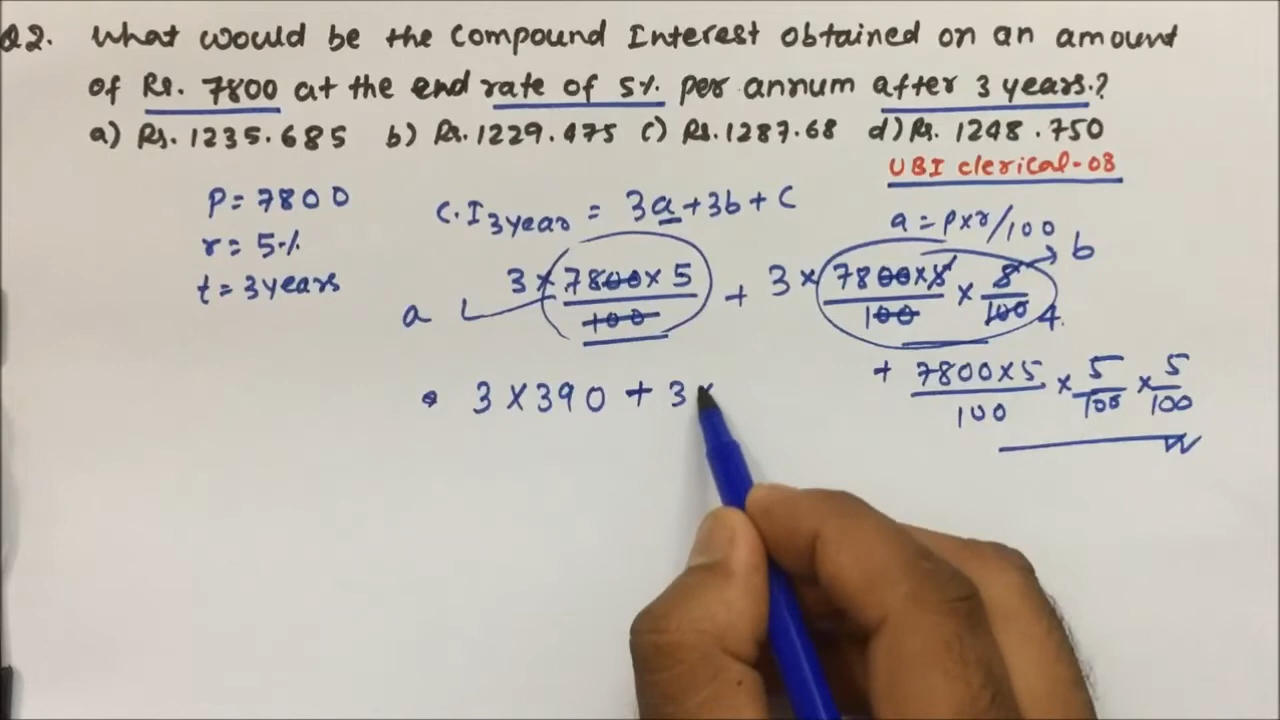 Q2. What would be the Compound Interest obtained on an amount
of Rs. 7800 at the end rate of 5% per annum after 3 years.?
a) Rs. 1235.685 b) Rs. 1229.475 c) Rs. 1287.68 d) Rs. 1248.750
UBI clerical-08
P = 7800
r = 5%
t = 3 years
C.I 3 year = 3a + 3b + c
a = P × r / 100
3 × 7800 × 5 / 100 + 3 × 7800 × 5 / 100 × 5 / 100 4
a
b
+ 7800 × 5 / 100 × 5 / 100 × 5 / 100
3 × 390 + 3 ×